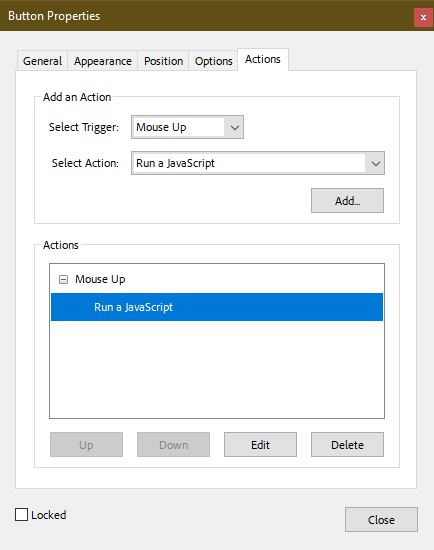 Button Properties
General Appearance Position Options Actions
Add an Action
Select Trigger: Mouse Up
Select Action: Run a JavaScript
Add...
Actions
Mouse Up
Run a JavaScript
Up Down Edit Delete
Locked
Close